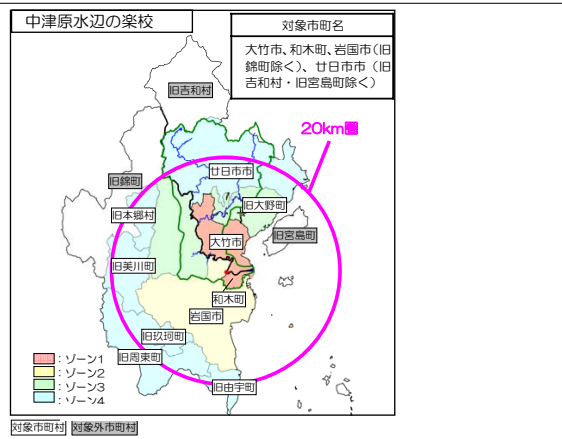 中津原水辺の楽校
対象市町名
大竹市、和木町、岩国市(旧
錦町除く)、廿日市市（旧
吉和村・旧宮島町除く）
旧吉和村
20km圏
廿日市市
旧錦町
旧大野町
旧本郷村
旧宮島町
大竹市
旧美川町
和木町
岩国市
旧玖珂町
旧周東町
旧由宇町
：ゾーン1
：ゾーン2
：ゾーン3
：ゾーン4
対象市町村
対象外市町村